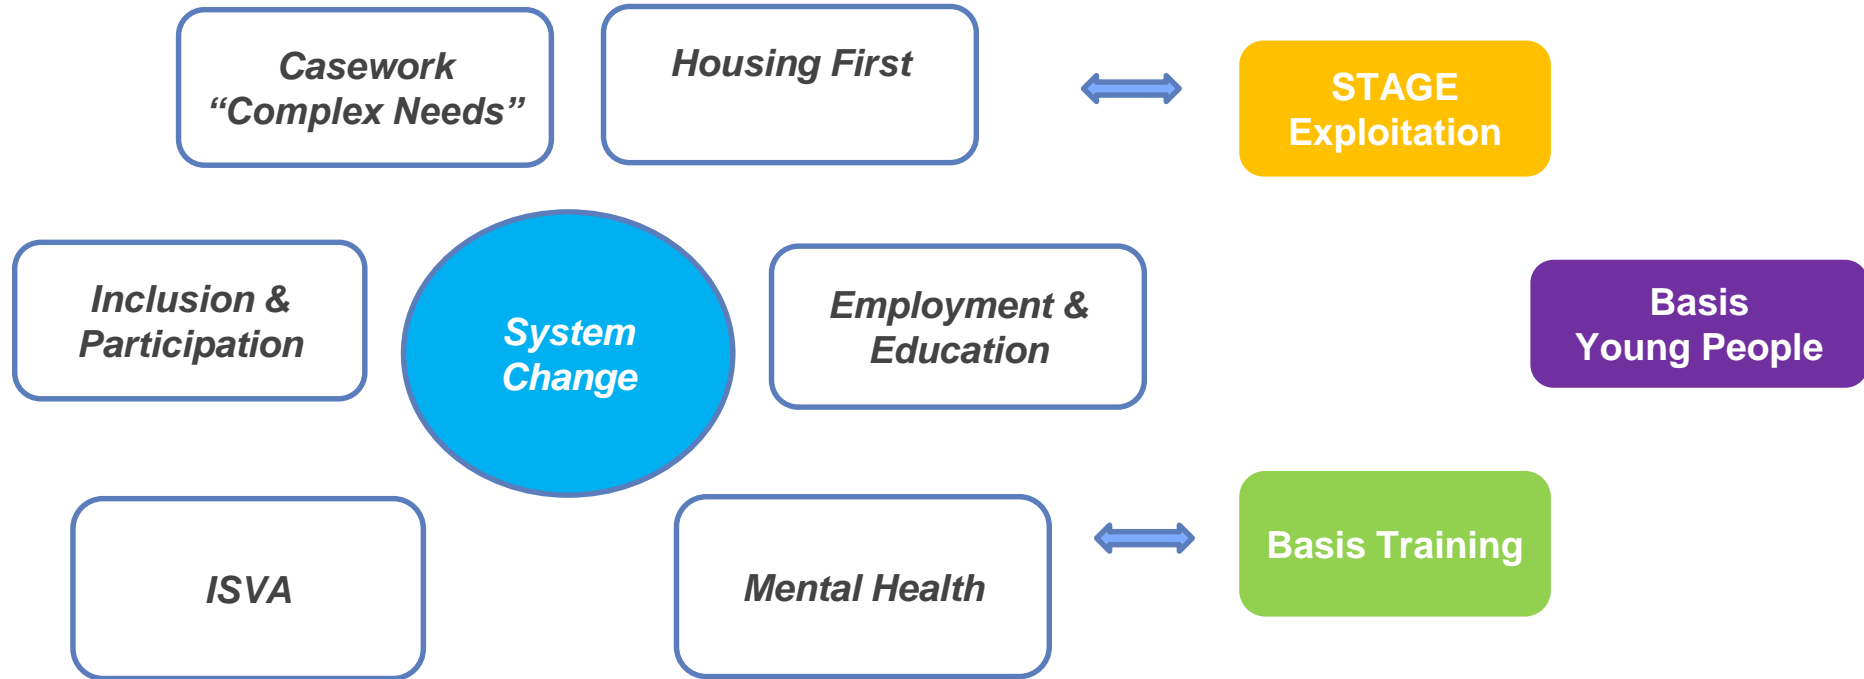 Casework
“Complex Needs”
Housing First
STAGE
Exploitation
Inclusion &
Participation
System
Change
Employment &
Education
Basis
Young People
ISVA
Mental Health
Basis Training